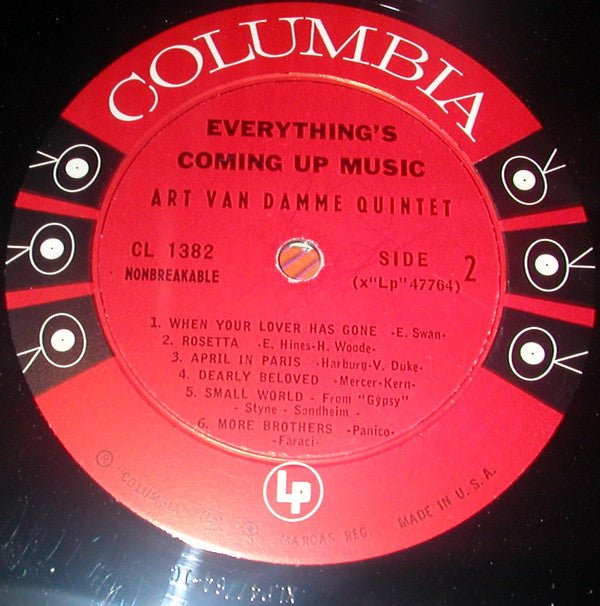 COLUMBIA
EVERYTHING'S
COMING UP MUSIC
ART VAN DAMME QUINTET
CL 1382
NONBREAKABLE
SIDE 2
(x"Lp" 47764)
1. WHEN YOUR LOVER HAS GONE -E. Swan-
2. ROSETTA -E. Hines-H. Woode-
3. APRIL IN PARIS -Harburg-V. Duke-
4. DEARLY BELOVED -Mercer-Kern-
5. SMALL WORLD - From "Gypsy"
-Styne - Sondheim -
6. MORE BROTHERS -Panico-
-Faraci-
Lp
® "COLUMBIA" MARCAS REG. MADE IN U.S.A.